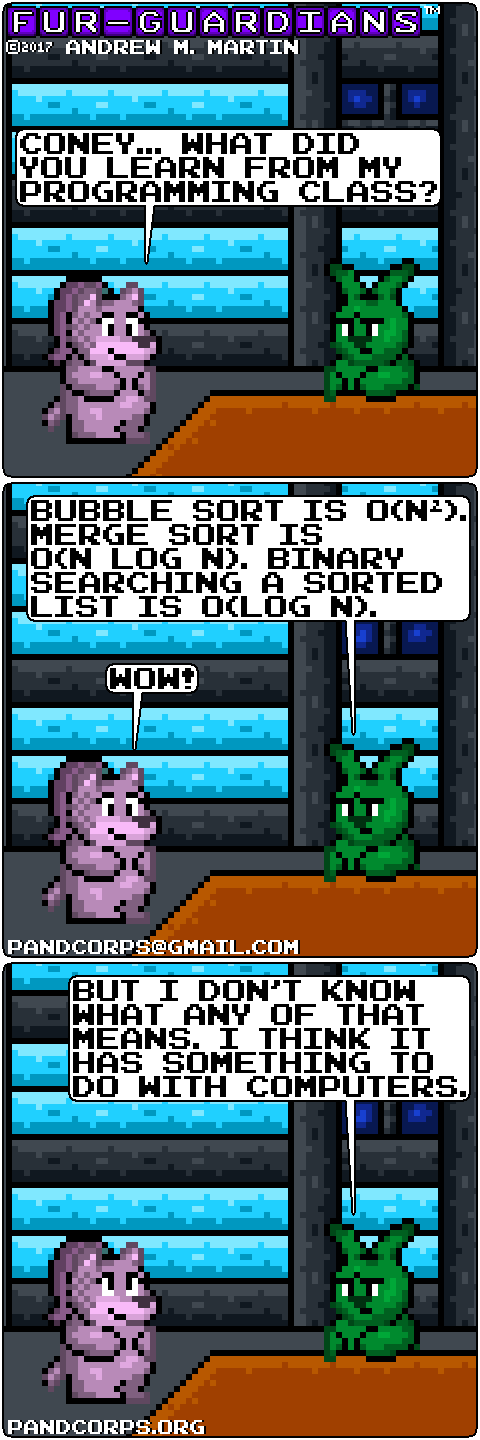 FUR-GUARDIANS™
©2017 ANDREW M. MARTIN
CONEY... WHAT DID
YOU LEARN FROM MY
PROGRAMMING CLASS?
BUBBLE SORT IS O(N²).
MERGE SORT IS
O(N LOG N). BINARY
SEARCHING A SORTED
LIST IS O(LOG N).
WOW!
PANDCORPS@GMAIL.COM
BUT I DON'T KNOW
WHAT ANY OF THAT
MEANS. I THINK IT
HAS SOMETHING TO
DO WITH COMPUTERS.
PANDCORPS.ORG